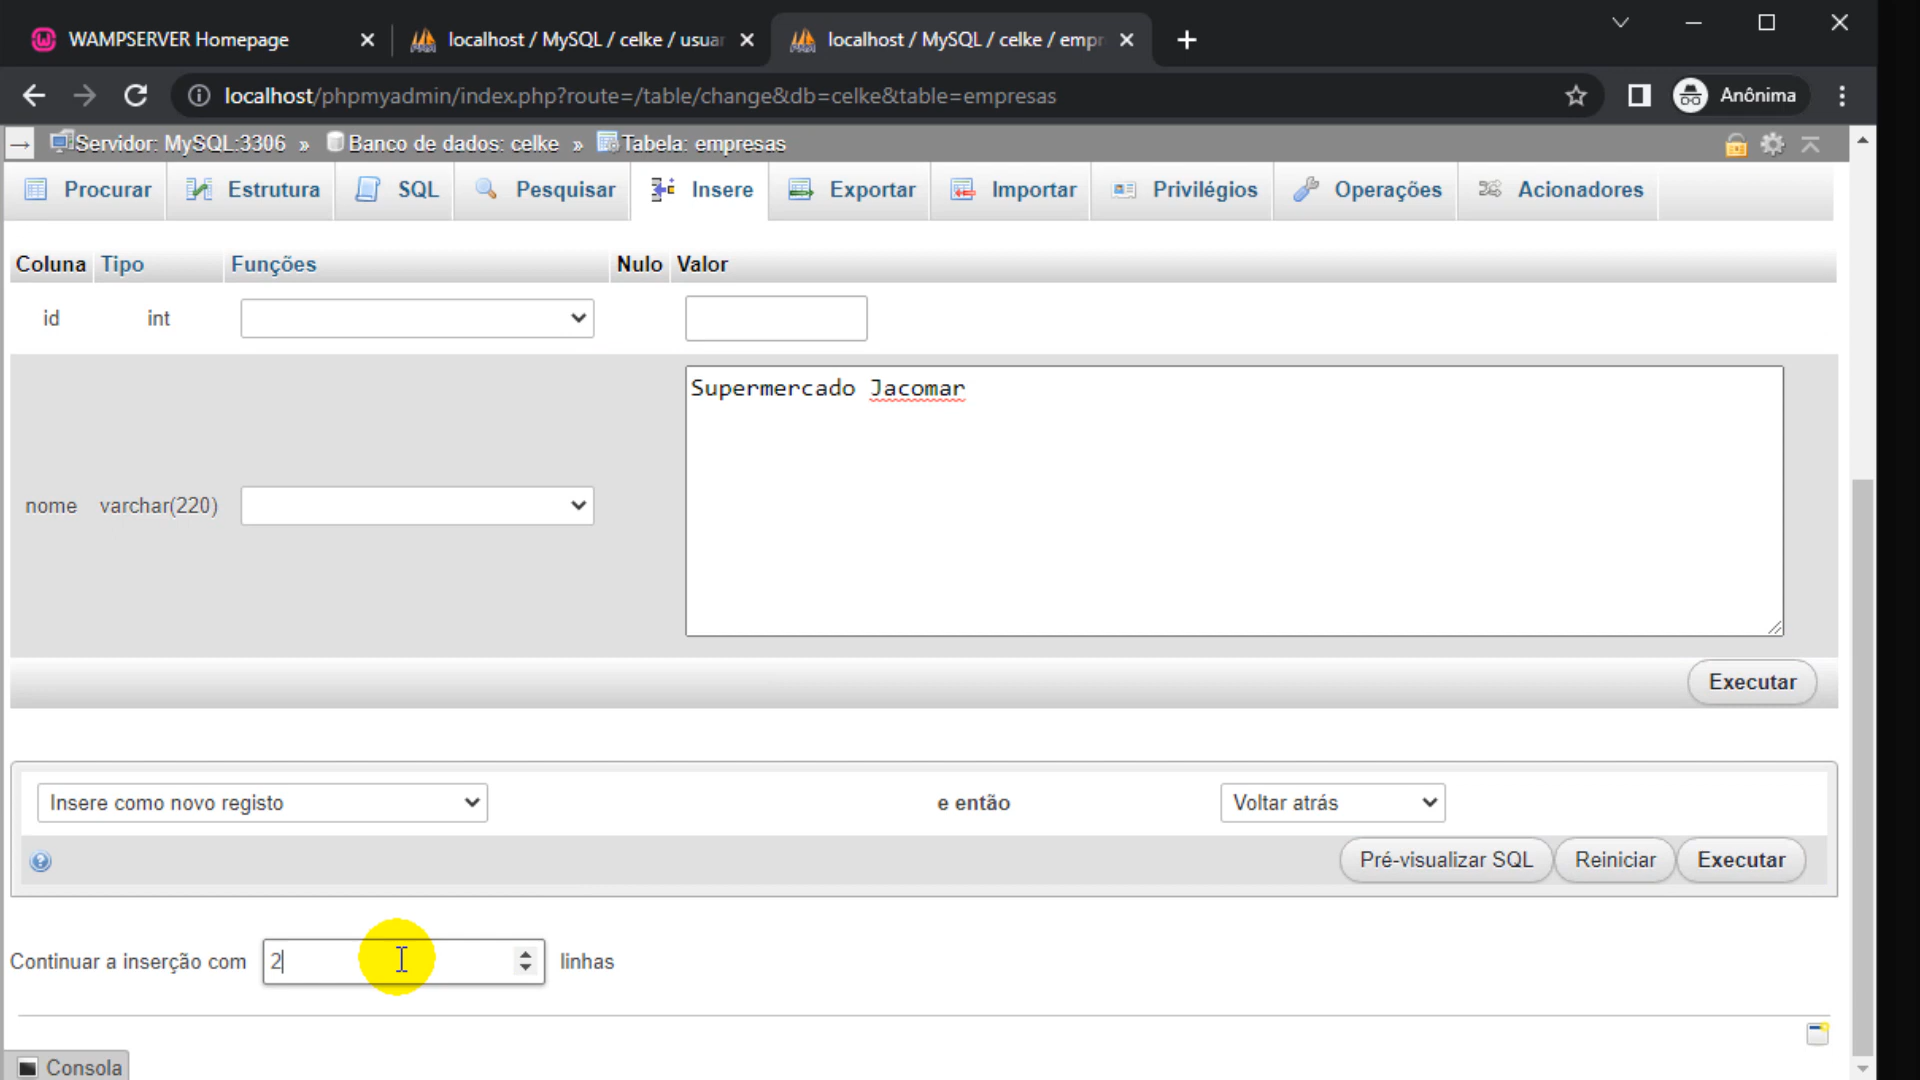 WAMPSERVER Homepage
localhost / MySQL / celke / usuar
localhost / MySQL / celke / empr
localhost/phpmyadmin/index.php?route=/table/change&db=celke&table=empresas
Anônima
Servidor: MySQL:3306 » Banco de dados: celke » Tabela: empresas
Procurar Estrutura SQL Pesquisar Insere Exportar Importar Privilégios Operações Acionadores
Coluna Tipo Funções Nulo Valor
id int
Supermercado Jacomar
nome varchar(220)
Executar
Insere como novo registo e então Voltar atrás
Pré-visualizar SQL Reiniciar Executar
Continuar a inserção com 2 linhas
Consola